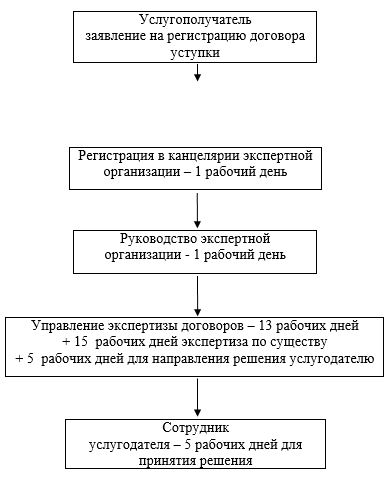 Услугополучатель
заявление на регистрацию договора
уступки
Регистрация в канцелярии экспертной
организации – 1 рабочий день
Руководство экспертной
организации - 1 рабочий день
Управление экспертизы договоров – 13 рабочих дней
+ 15 рабочих дней экспертиза по существу
+ 5 рабочих дней для направления решения услугодателю
Сотрудник
услугодателя – 5 рабочих дней для
принятия решения